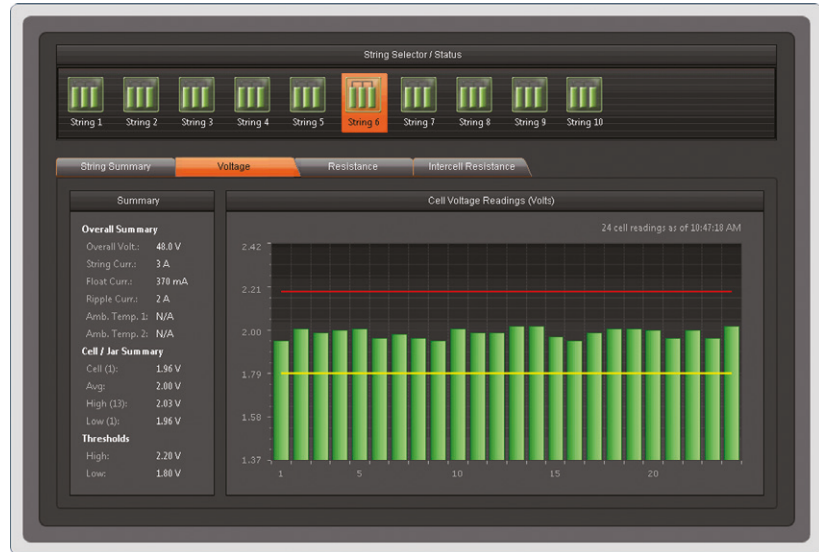 String Selector / Status
String 1 String 2 String 3 String 4 String 5 String 6 String 7 String 8 String 9 String 10
String Summary Voltage Resistance Intercell Resistance
Summary
Overall Summary
Overall Volt.: 48.0 V
String Curr.: 3 A
Float Curr.: 370 mA
Ripple Curr.: 2 A
Amb. Temp. 1: N/A
Amb. Temp. 2: N/A
Cell / Jar Summary
Cell (1): 1.96 V
Avg: 2.00 V
High (13): 2.03 V
Low (1): 1.96 V
Thresholds
High: 2.20 V
Low: 1.80 V
Cell Voltage Readings (Volts)
24 cell readings as of 10:47:18 AM
2.42
2.21
2.00
1.79
1.58
1.37
1 5 10 15 20